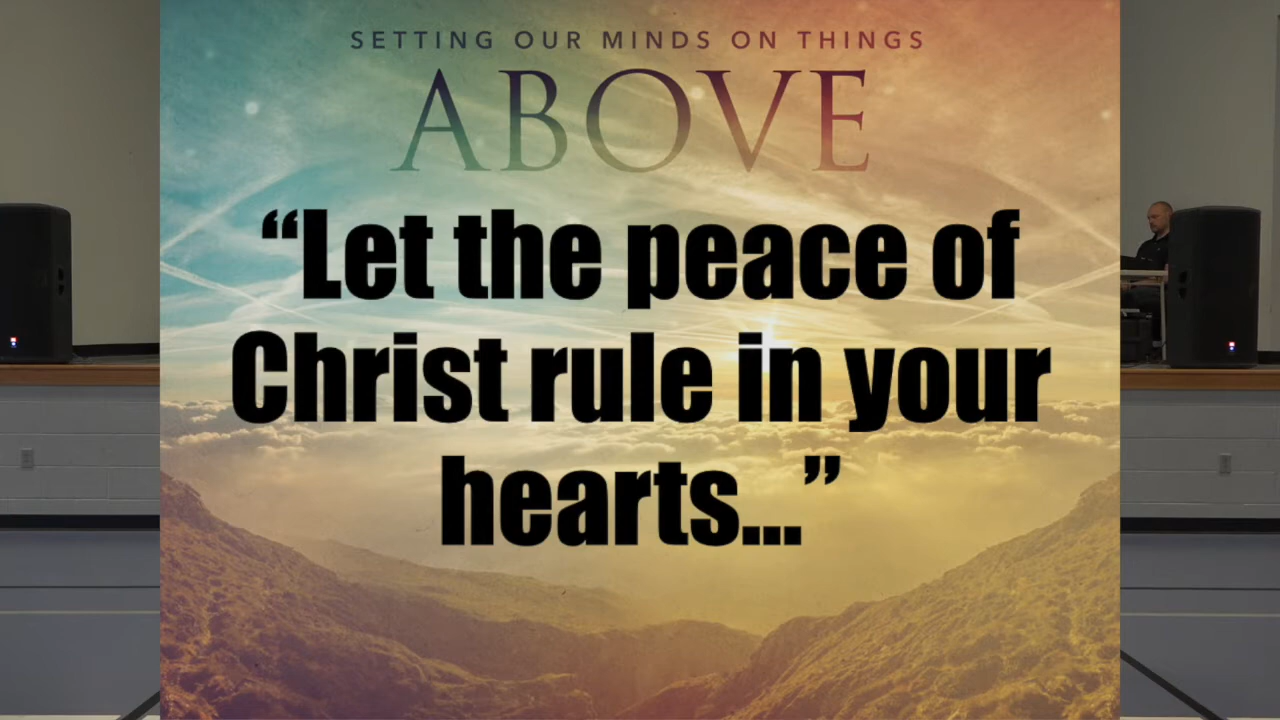 SETTING OUR MINDS ON THINGS
ABOVE
“Let the peace of
Christ rule in your
hearts...”